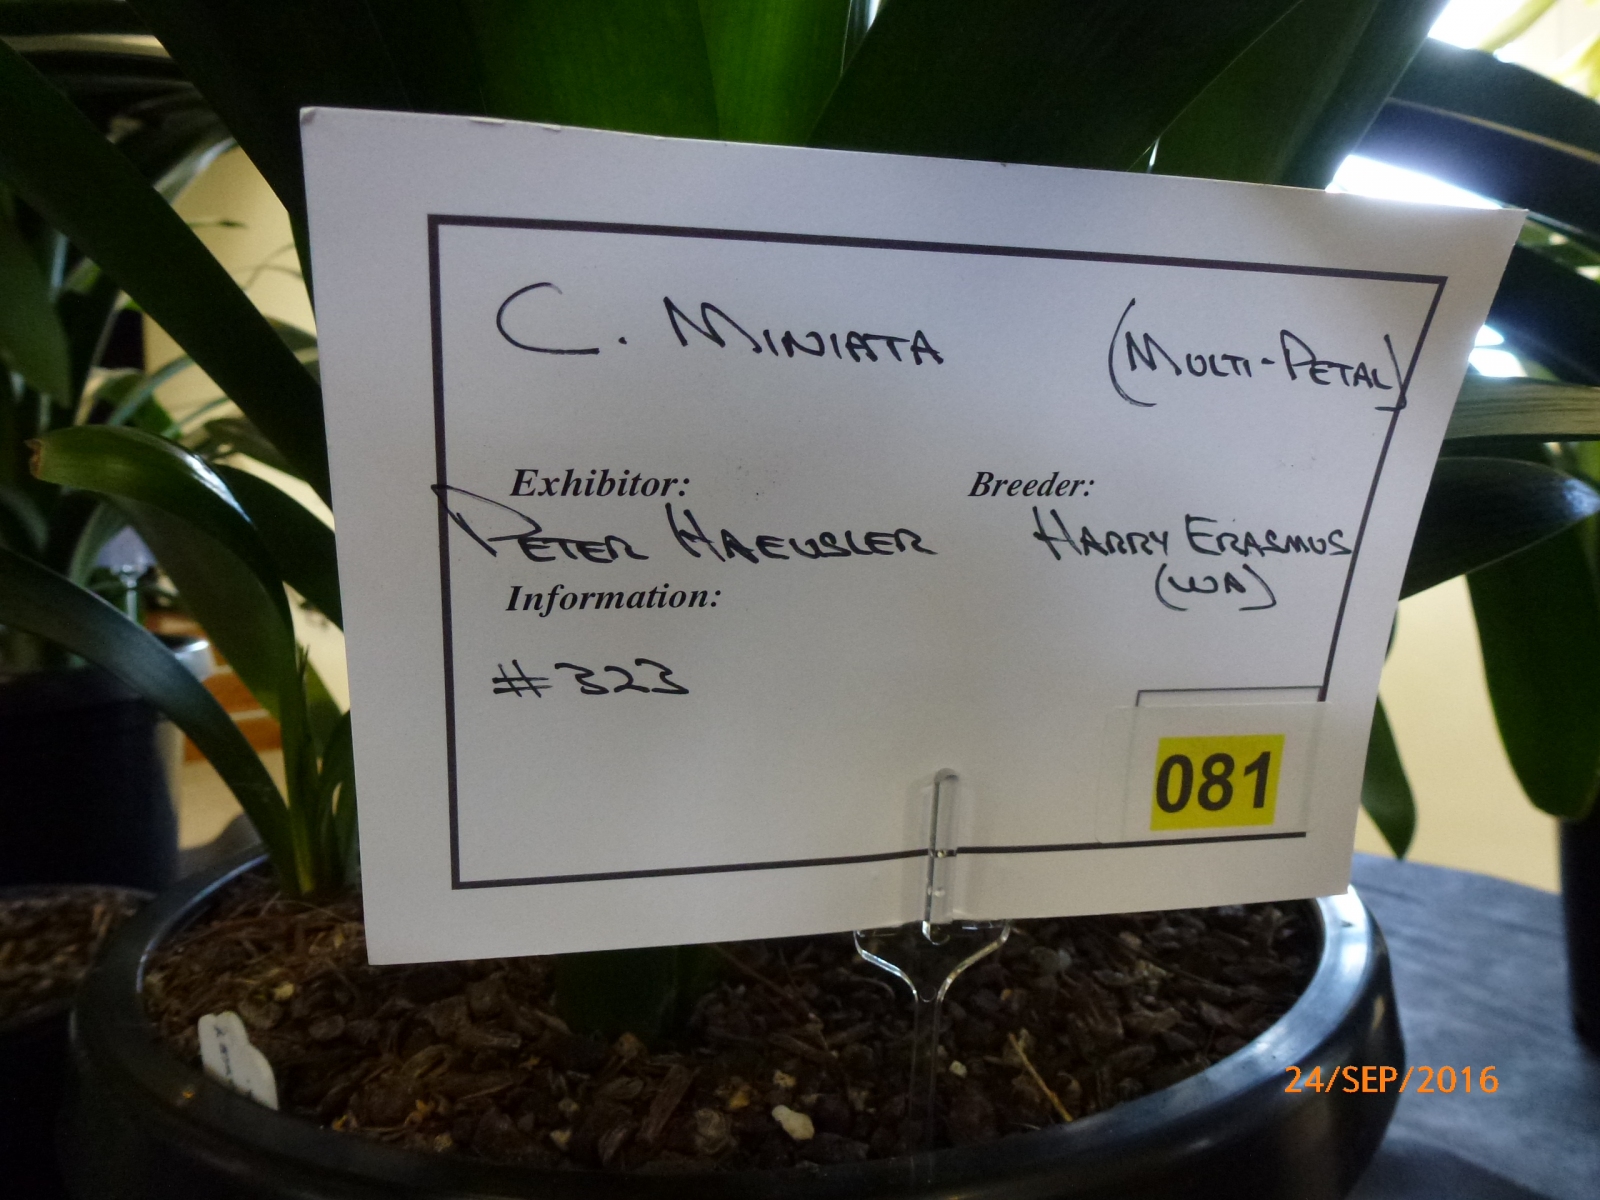 C. MINIATA (MULTI-PETAL)
Exhibitor: Breeder:
PETER HAEUSLER HARRY ERASMUS
(WA)
Information:
#323
081
24/SEP/2016